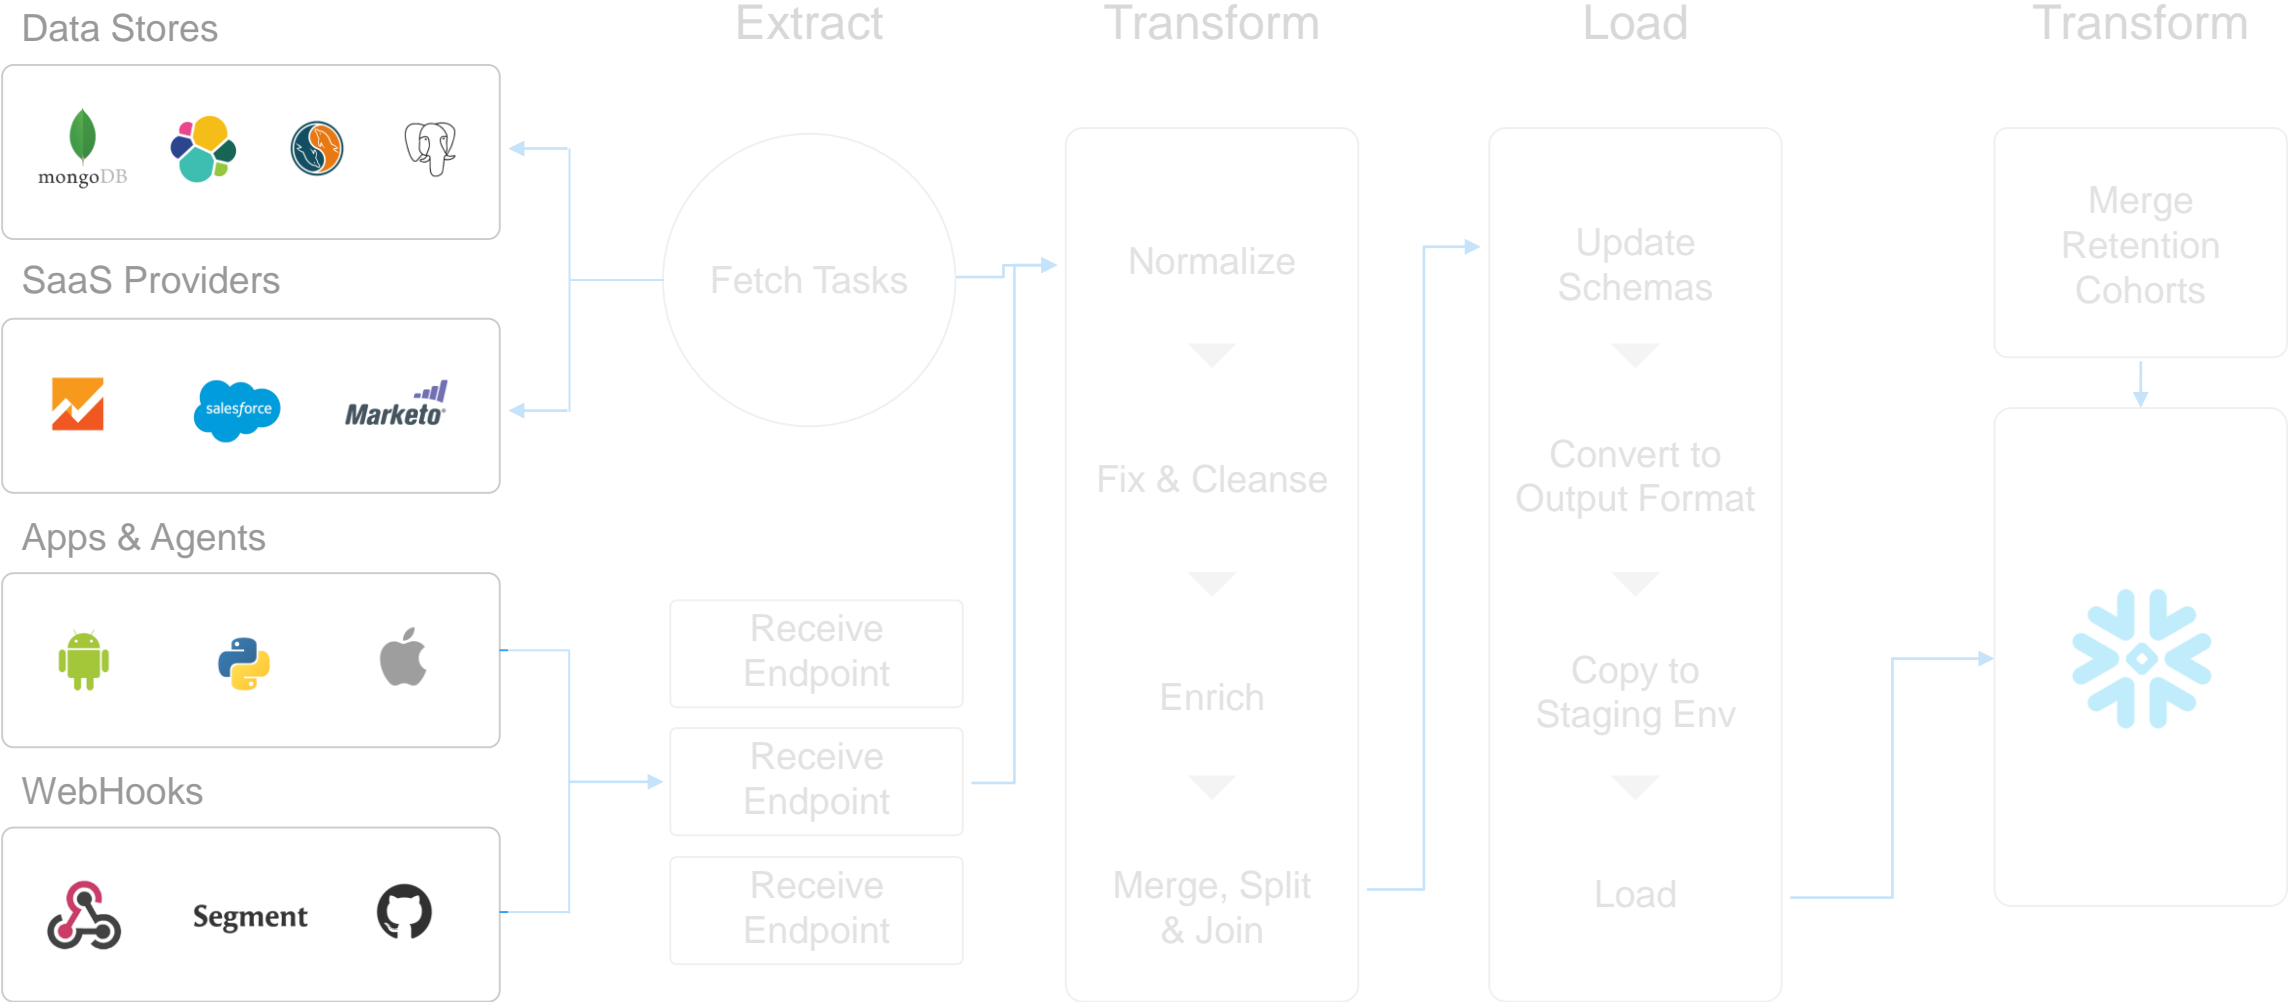 Data Stores
mongoDB
SaaS Providers
salesforce
Marketo
Apps & Agents
WebHooks
Segment
Extract
Fetch Tasks
Receive
Endpoint
Receive
Endpoint
Receive
Endpoint
Transform
Normalize
Fix & Cleanse
Enrich
Merge, Split
& Join
Load
Update
Schemas
Convert to
Output Format
Copy to
Staging Env
Load
Transform
Merge
Retention
Cohorts